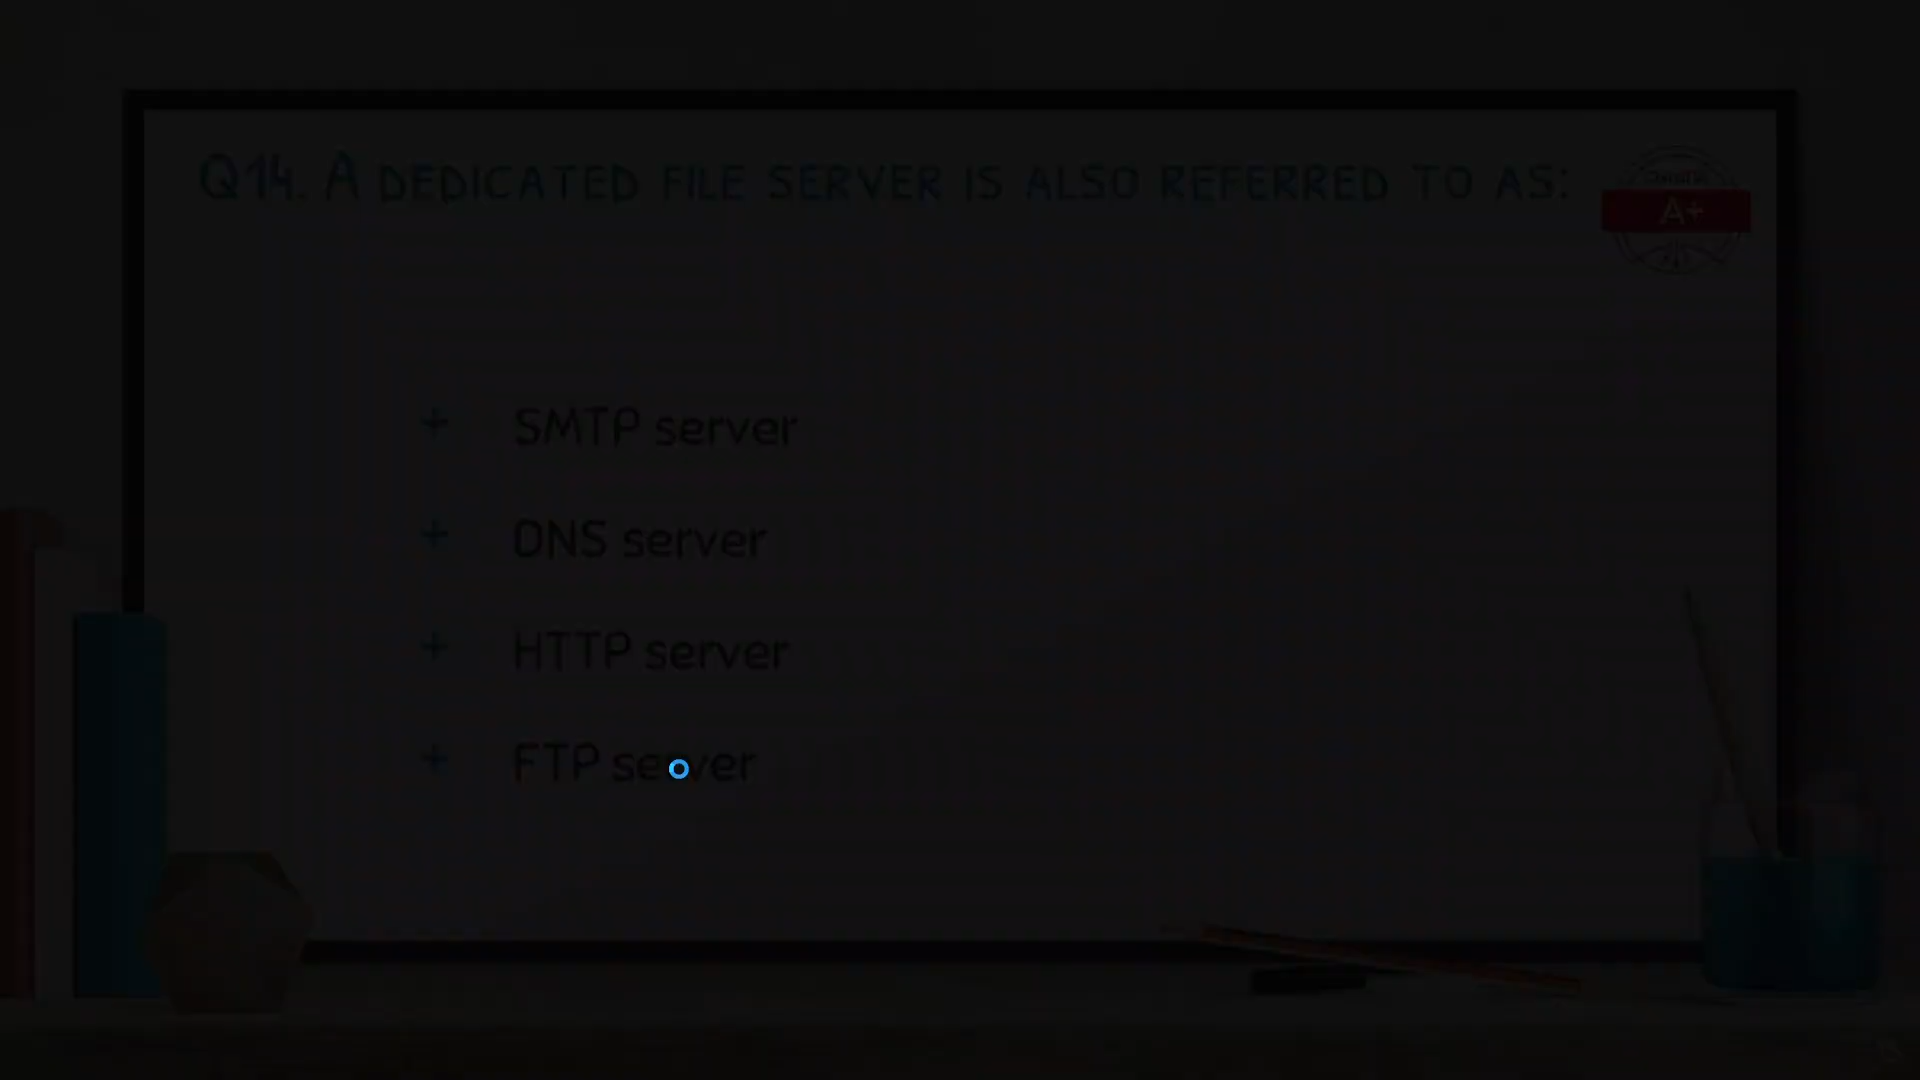 Q14. A DEDICATED FILE SERVER IS ALSO REFERRED TO AS:
A+
+ SMTP server
+ DNS server
+ HTTP server
+ FTP server